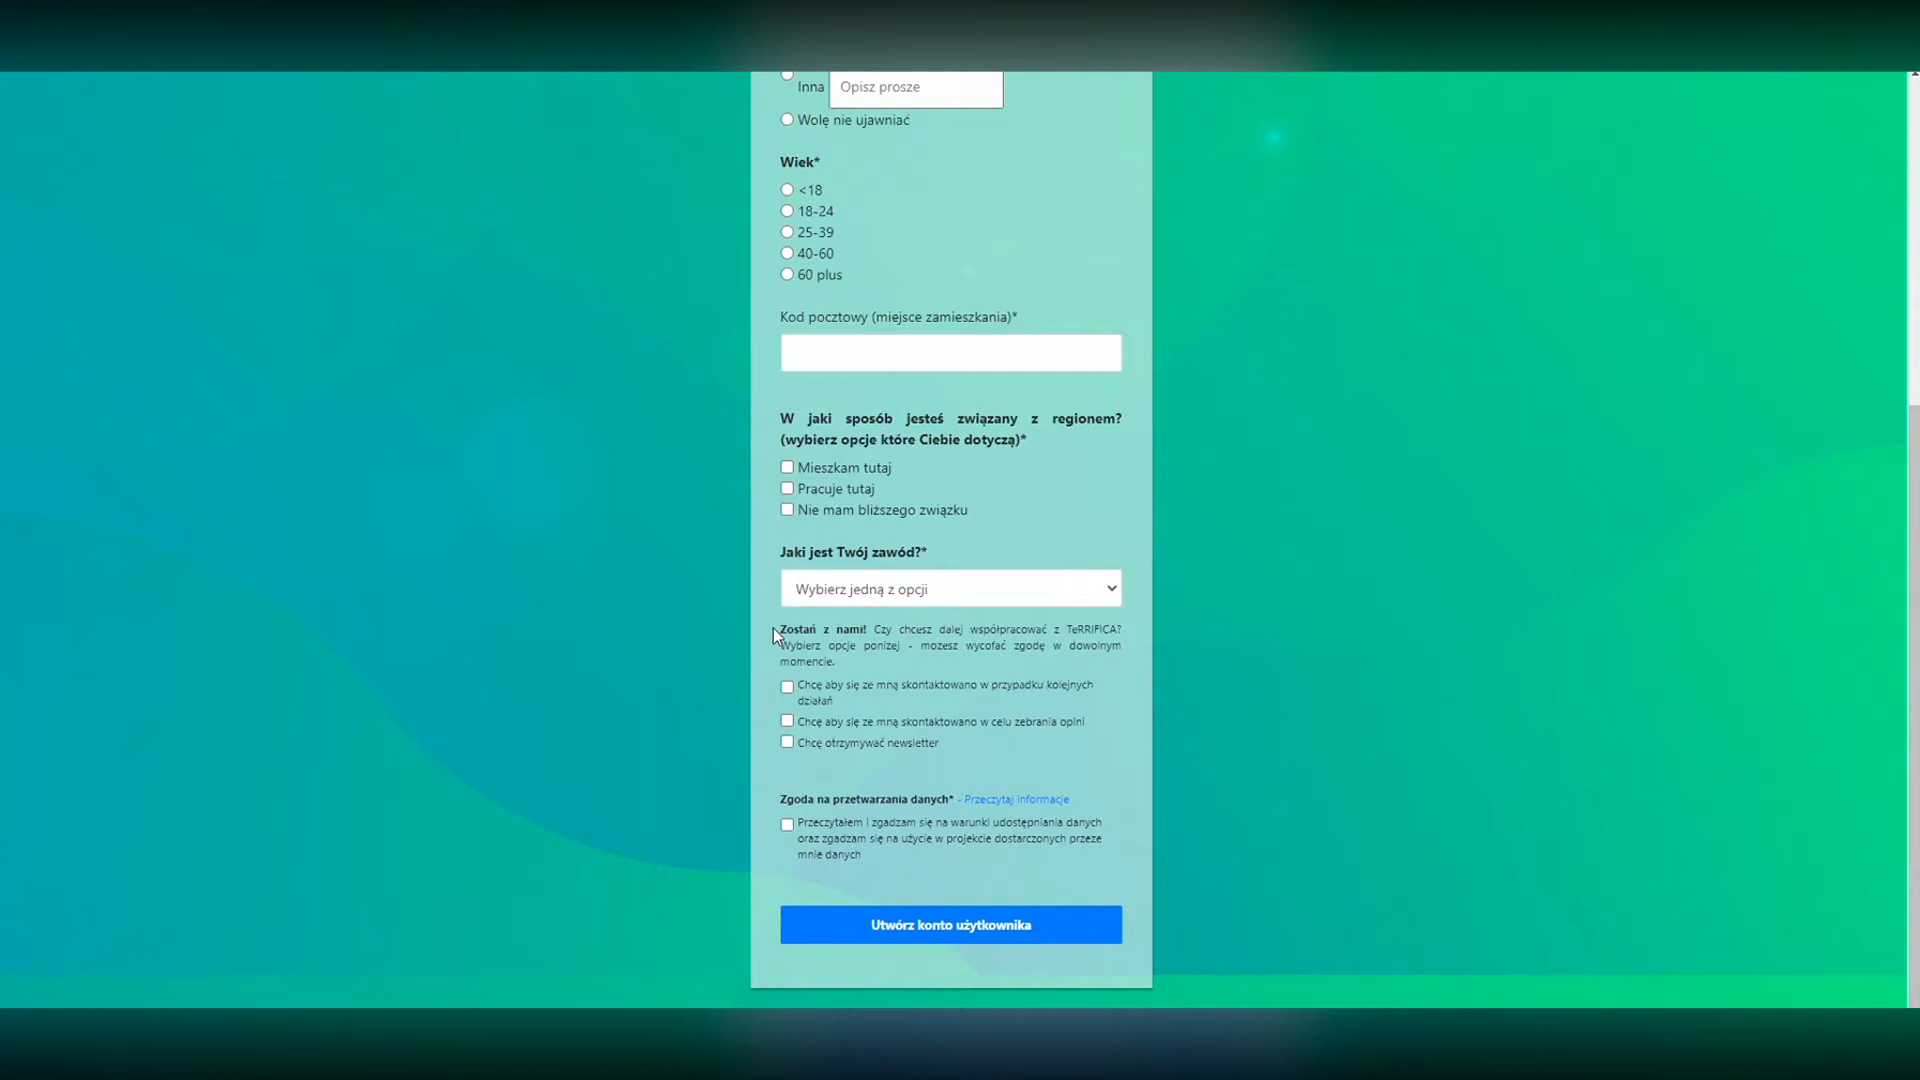 Inna Opisz prosze
Wolę nie ujawniać
Wiek*
<18
18-24
25-39
40-60
60 plus
Kod pocztowy (miejsce zamieszkania)*
W jaki sposób jesteś związany z regionem?
(wybierz opcje które Ciebie dotyczą)*
Mieszkam tutaj
Pracuje tutaj
Nie mam bliższego związku
Jaki jest Twój zawód?*
Wybierz jedną z opcji
Zostań z nami! Czy chcesz dalej współpracować z TeRRIFICA?
Wybierz opcje ponizej - mozesz wycofać zgodę w dowolnym
momencie.
Chcę aby się ze mną skontaktowano w przypadku kolejnych
działań
Chcę aby się ze mną skontaktowano w celu zebrania opini
Chcę otrzymywać newsletter
Zgoda na przetwarzania danych* - Przeczytaj informacje
Przeczytałem i zgadzam się na warunki udostępniania danych
oraz zgadzam się na użycie w projekcie dostarczonych przeze
mnie danych
Utwórz konto użytkownika